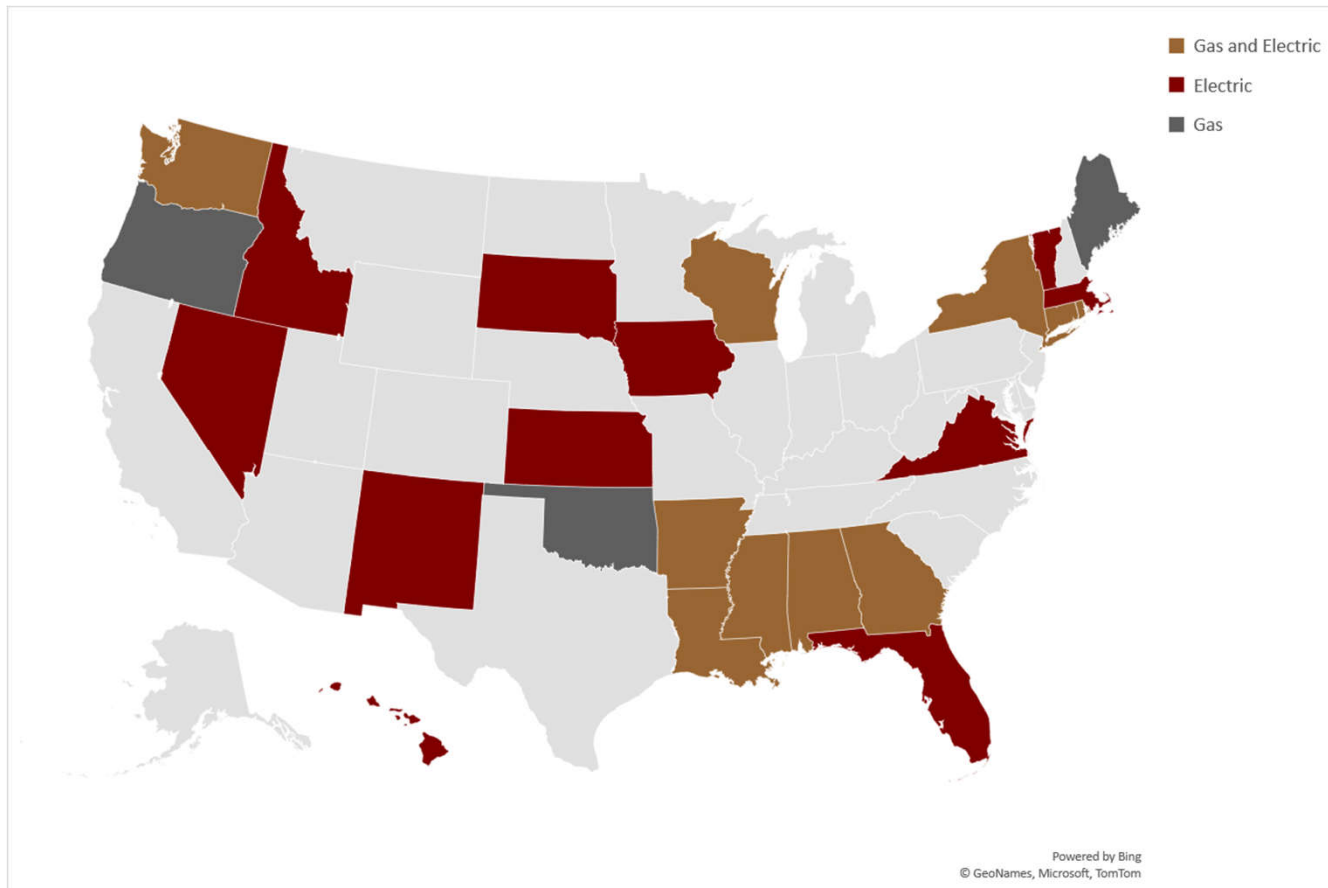 Gas and Electric
Electric
Gas
Powered by Bing
© GeoNames, Microsoft, TomTom